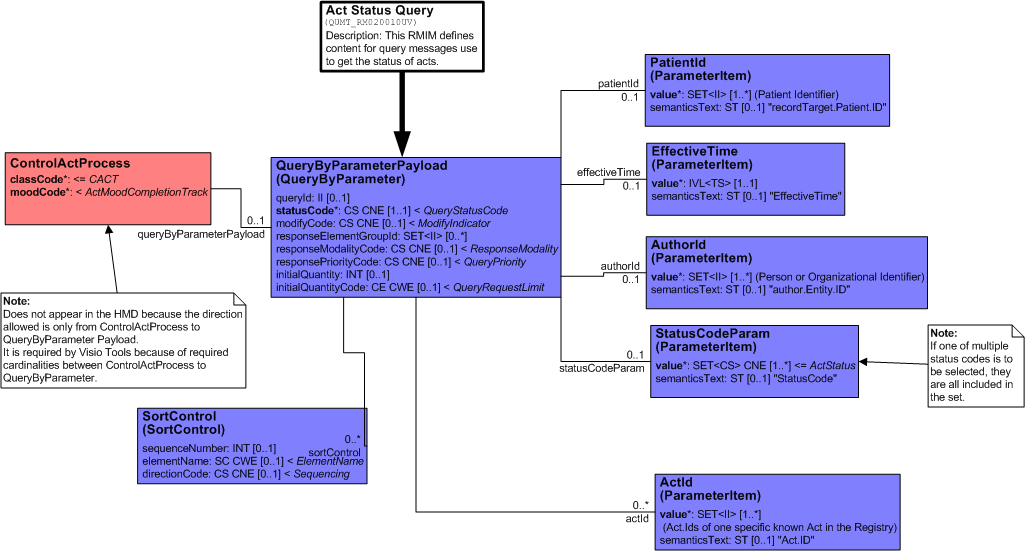 Act Status Query
(QUMT_RM020010UV)
Description: This RMIM defines
content for query messages use
to get the status of acts.
PatientId
(ParameterItem)
value*: SET<II> [1..*] (Patient Identifier)
semanticsText: ST [0..1] "recordTarget.Patient.ID"
patientId
0..1
ControlActProcess
classCode*: <= CACT
moodCode*: < ActMoodCompletionTrack
0..1
queryByParameterPayload
QueryByParameterPayload
(QueryByParameter)
queryId: II [0..1]
statusCode*: CS CNE [1..1] < QueryStatusCode
modifyCode: CS CNE [0..1] < ModifyIndicator
responseElementGroupId: SET<II> [0..*]
responseModalityCode: CS CNE [0..1] < ResponseModality
responsePriorityCode: CS CNE [0..1] < QueryPriority
initialQuantity: INT [0..1]
initialQuantityCode: CE CWE [0..1] < QueryRequestLimit
EffectiveTime
(ParameterItem)
value*: IVL<TS> [1..1]
semanticsText: ST [0..1] "EffectiveTime"
effectiveTime
0..1
AuthorId
(ParameterItem)
value*: SET<II> [1..*] (Person or Organizational Identifier)
semanticsText: ST [0..1] "author.Entity.ID"
authorId
0..1
Note:
Does not appear in the HMD because the direction
allowed is only from ControlActProcess to
QueryByParameter Payload.
It is required by Visio Tools because of required
cardinalities between ControlActProcess to
QueryByParameter.
StatusCodeParam
(ParameterItem)
value*: SET<CS> CNE [1..*] <= ActStatus
semanticsText: ST [0..1] "StatusCode"
0..1
statusCodeParam
Note:
If one of multiple
status codes is to
be selected, they
are all included in
the set.
SortControl
(SortControl)
sequenceNumber: INT [0..1]
elementName: SC CWE [0..1] < ElementName
directionCode: CS CNE [0..1] < Sequencing
0..*
sortControl
ActId
(ParameterItem)
value*: SET<II> [1..*]
(Act.Ids of one specific known Act in the Registry)
semanticsText: ST [0..1] "Act.ID"
0..*
actId